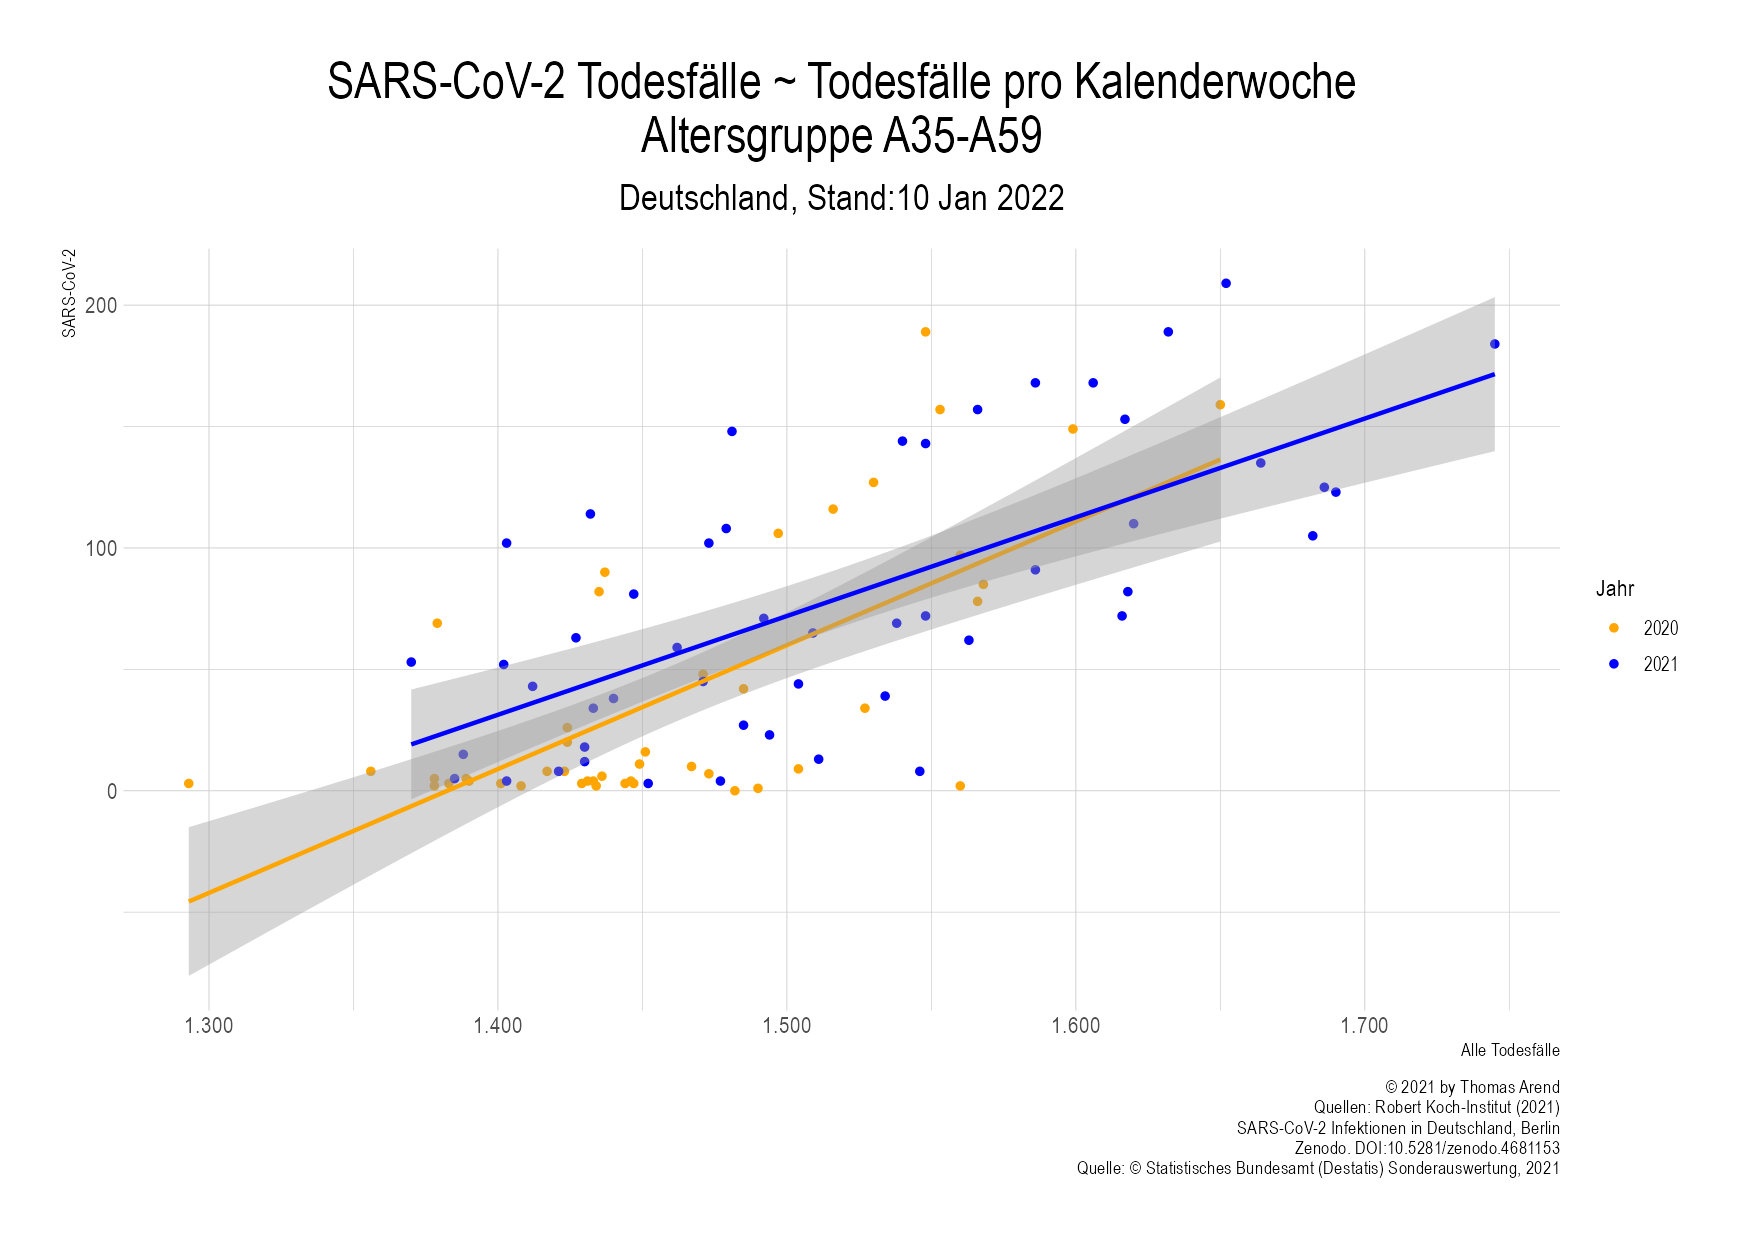 SARS-CoV-2 Todesfälle ~ Todesfälle pro Kalenderwoche
Altersgruppe A35-A59
Deutschland, Stand:10 Jan 2022
SARS-CoV-2
200
100
0
1.300
1.400
1.500
1.600
1.700
Alle Todesfälle
Jahr
2020
2021
© 2021 by Thomas Arend
Quellen: Robert Koch-Institut (2021)
SARS-CoV-2 Infektionen in Deutschland, Berlin
Zenodo. DOI:10.5281/zenodo.4681153
Quelle: © Statistisches Bundesamt (Destatis) Sonderauswertung, 2021